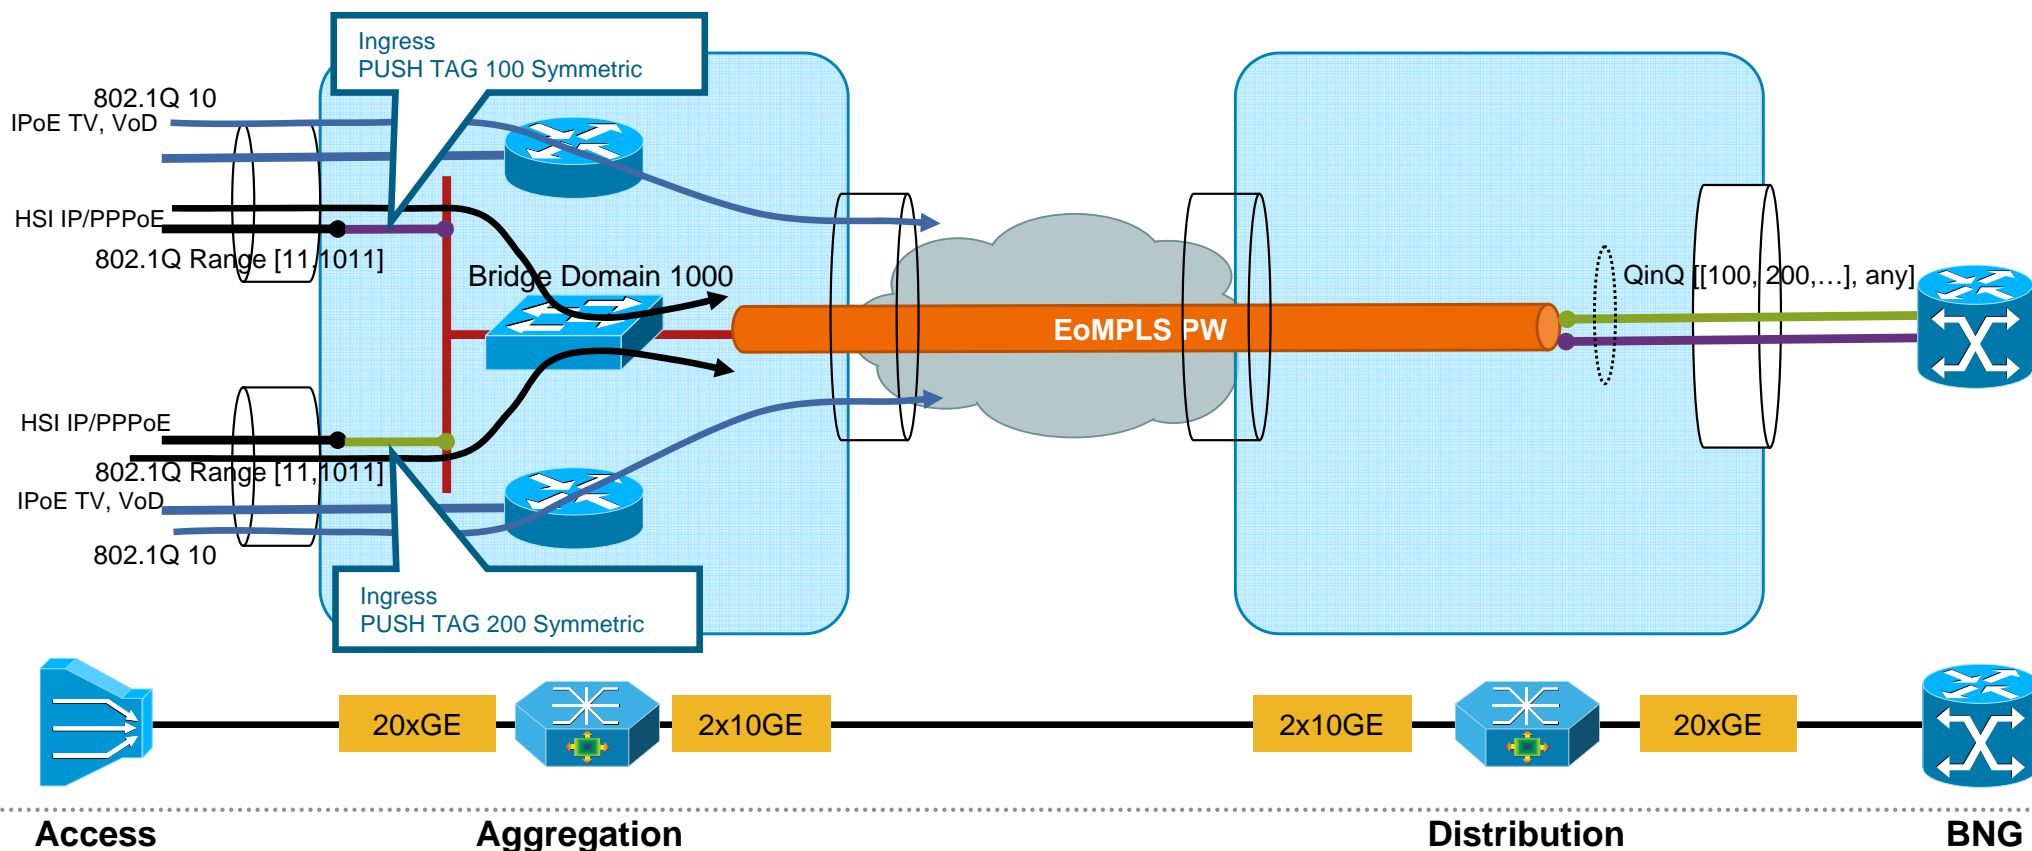 Ingress
PUSH TAG 100 Symmetric
802.1Q 10
IPoE TV, VoD
HSI IP/PPPoE
802.1Q Range [11,1011]
Bridge Domain 1000
QinQ [[100, 200,…], any]
EoMPLS PW
HSI IP/PPPoE
802.1Q Range [11,1011]
IPoE TV, VoD
802.1Q 10
Ingress
PUSH TAG 200 Symmetric
20xGE
2x10GE
2x10GE
20xGE
Access
Aggregation
Distribution
BNG